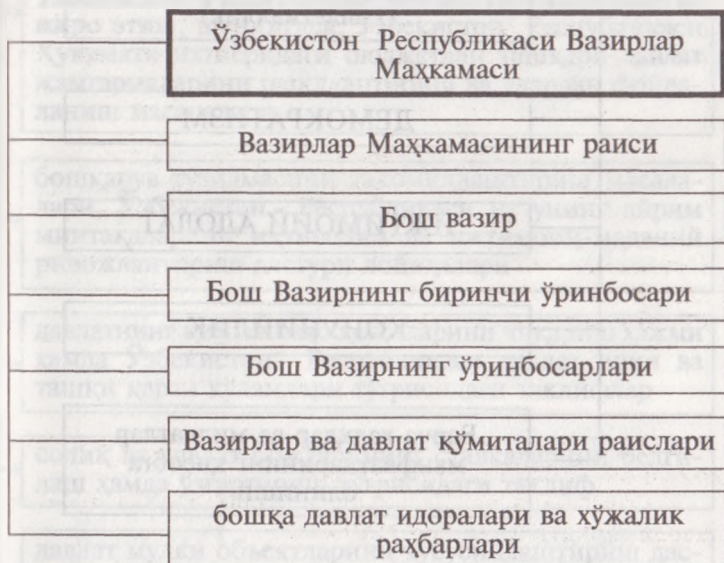 Ўзбекистон Республикаси Вазирлар
Маҳкамаси
Вазирлар Маҳкамасининг раиси
Бош вазир
Бош Вазирнинг биринчи ўринбосари
Бош Вазирнинг ўринбосарлари
Вазирлар ва давлат қўмиталари раислари
бошқа давлат идоралари ва хўжалик
раҳбарлари